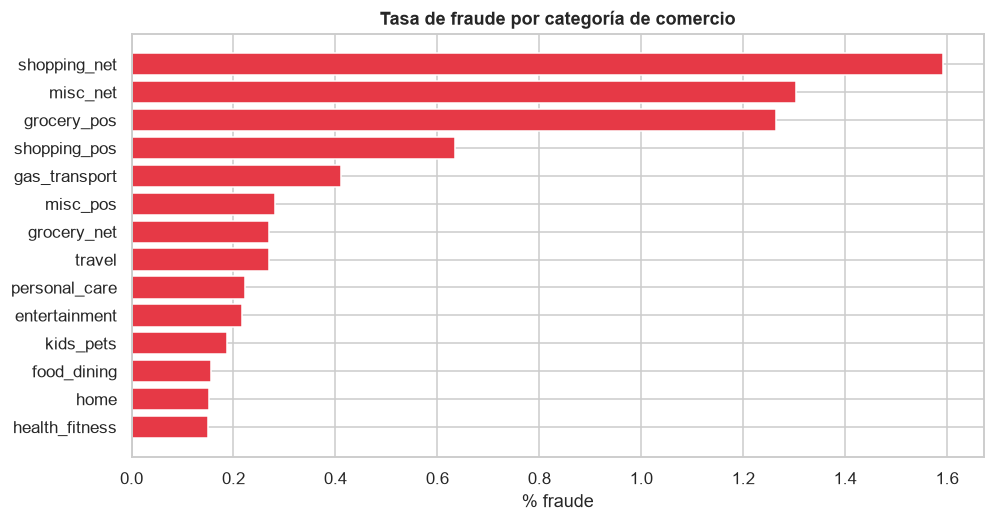 Tasa de fraude por categoría de comercio
shopping_net
misc_net
grocery_pos
shopping_pos
gas_transport
misc_pos
grocery_net
travel
personal_care
entertainment
kids_pets
food_dining
home
health_fitness
0.0 0.2 0.4 0.6 0.8 1.0 1.2 1.4 1.6
% fraude